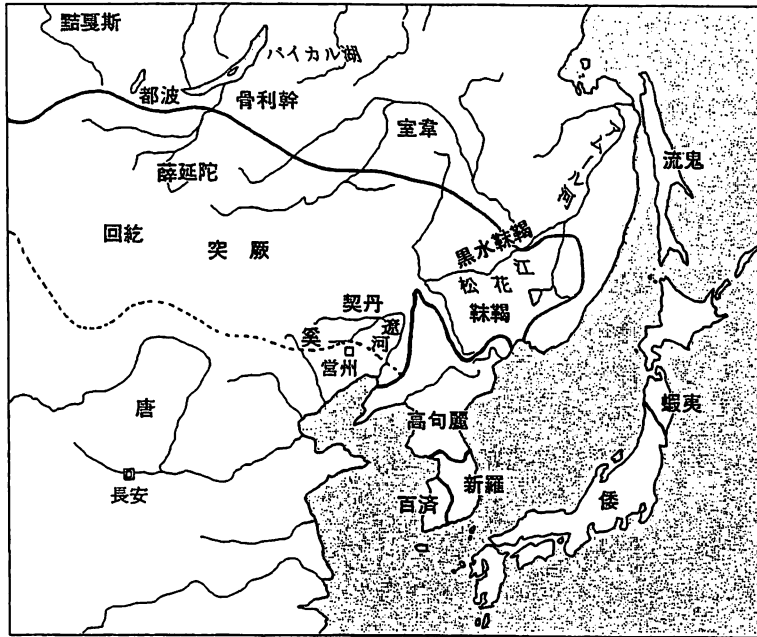 黠戛斯
バイカル湖
都波
骨利幹
室韋
アムール河
流鬼
薛延陀
回紇
突厥
黒水靺鞨
松花江
靺鞨
契丹
遼河
奚
営州
唐
高句麗
蝦夷
長安
新羅
百済
倭